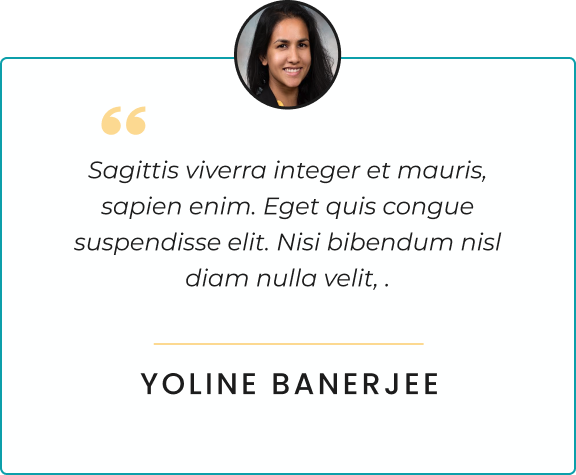 “
Sagittis viverra integer et mauris,
sapien enim. Eget quis congue
suspendisse elit. Nisi bibendum nisl
diam nulla velit, .
YOLINE BANERJEE